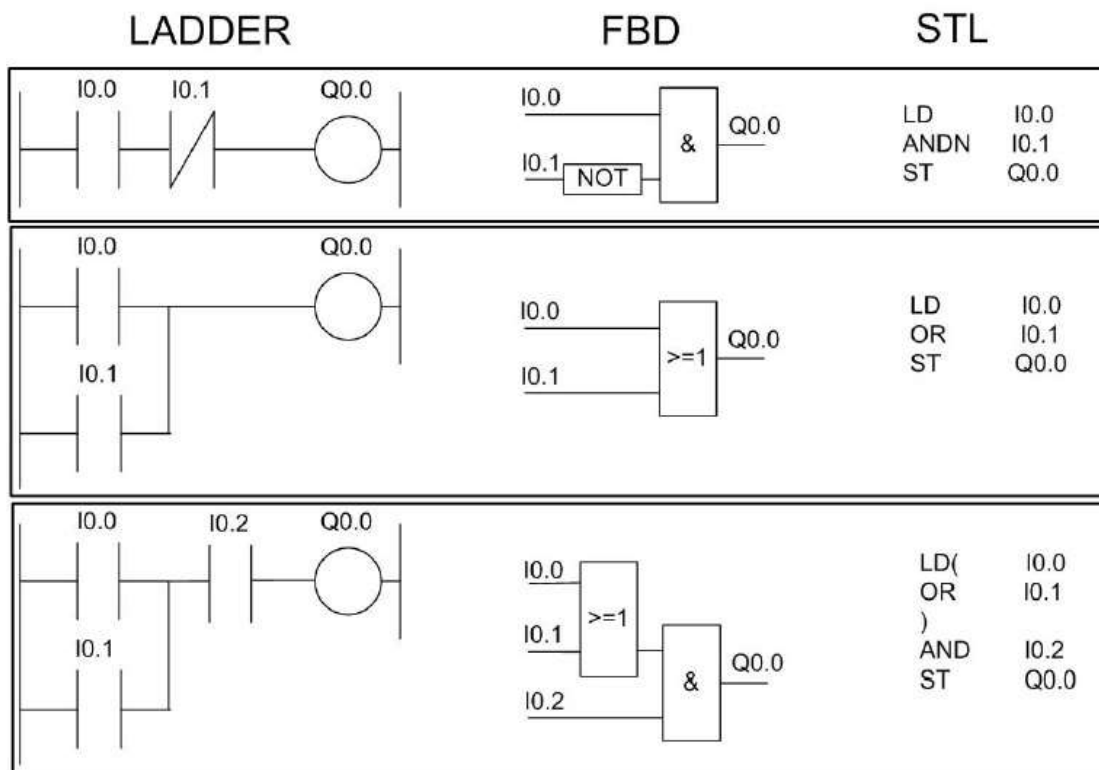 LADDER FBD STL
I0.0 I0.1 Q0.0
I0.0
I0.1 NOT
& Q0.0
LD I0.0
ANDN I0.1
ST Q0.0
I0.0 Q0.0
I0.1
I0.0
I0.1
>=1 Q0.0
LD I0.0
OR I0.1
ST Q0.0
I0.0 I0.2 Q0.0
I0.1
I0.0
I0.1
>=1
I0.2
& Q0.0
LD( I0.0
OR I0.1
)
AND I0.2
ST Q0.0